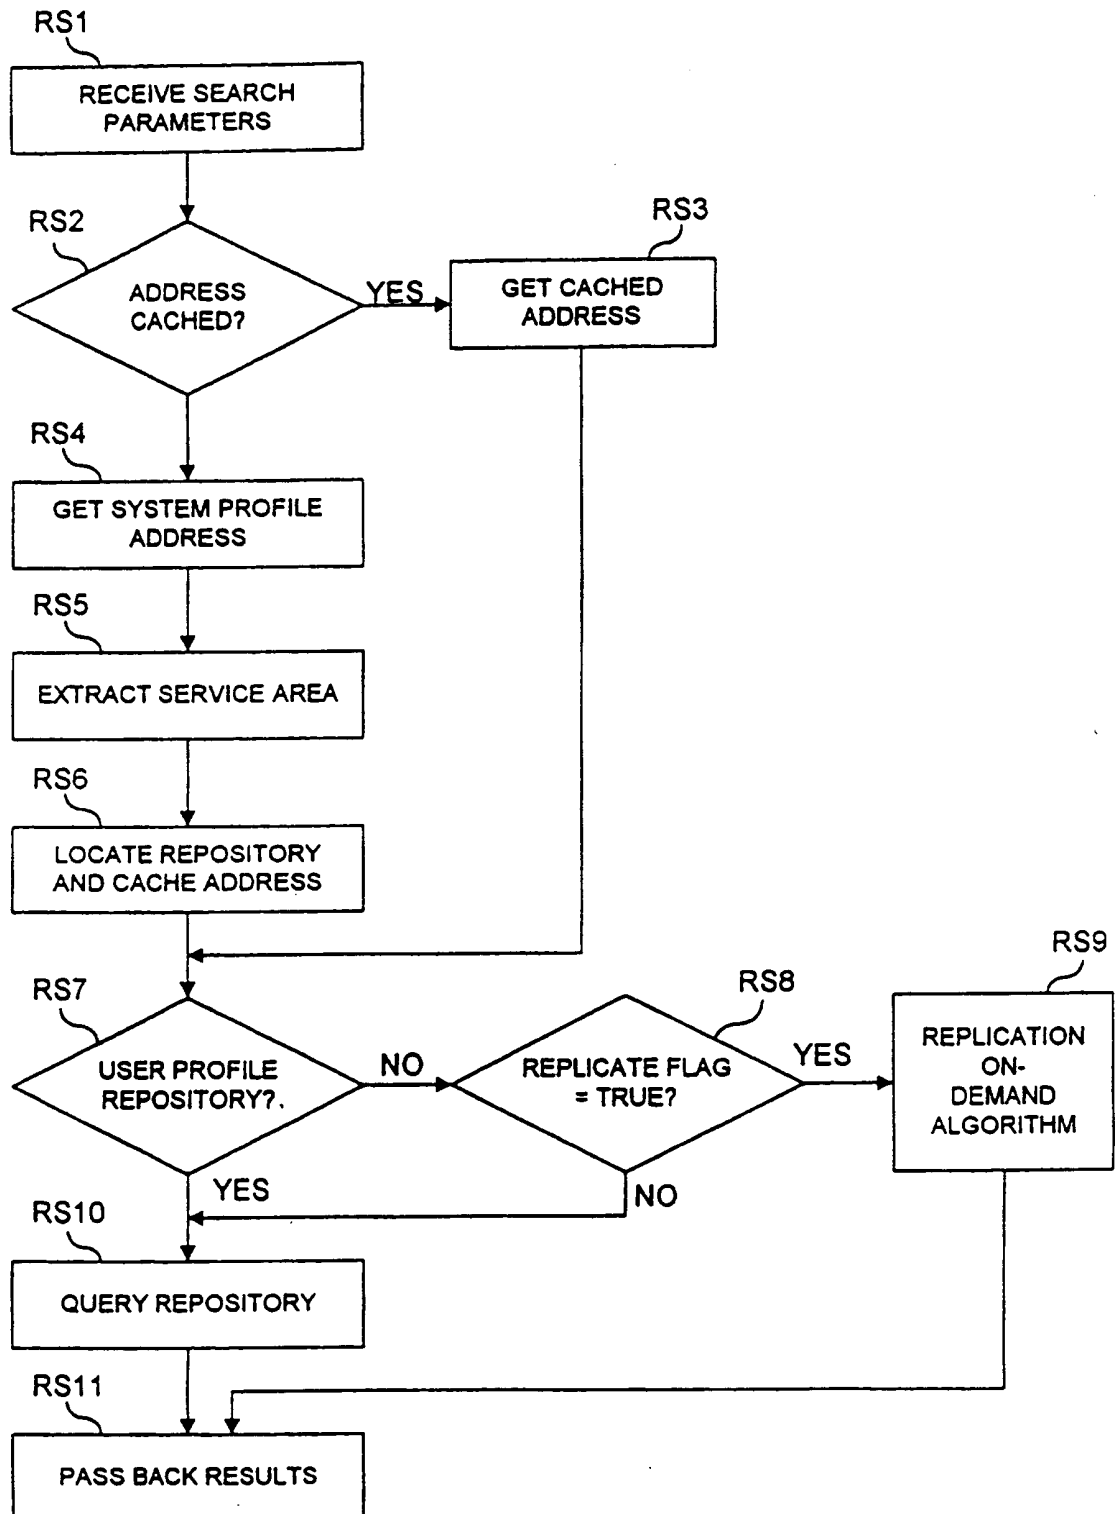 RS1
RECEIVE SEARCH
PARAMETERS
RS2
ADDRESS
CACHED?
YES
RS3
GET CACHED
ADDRESS
RS4
GET SYSTEM PROFILE
ADDRESS
RS5
EXTRACT SERVICE AREA
RS6
LOCATE REPOSITORY
AND CACHE ADDRESS
RS7
USER PROFILE
REPOSITORY?.
NO
RS8
REPLICATE FLAG
= TRUE?
YES
RS9
REPLICATION
ON-
DEMAND
ALGORITHM
YES
NO
RS10
QUERY REPOSITORY
RS11
PASS BACK RESULTS